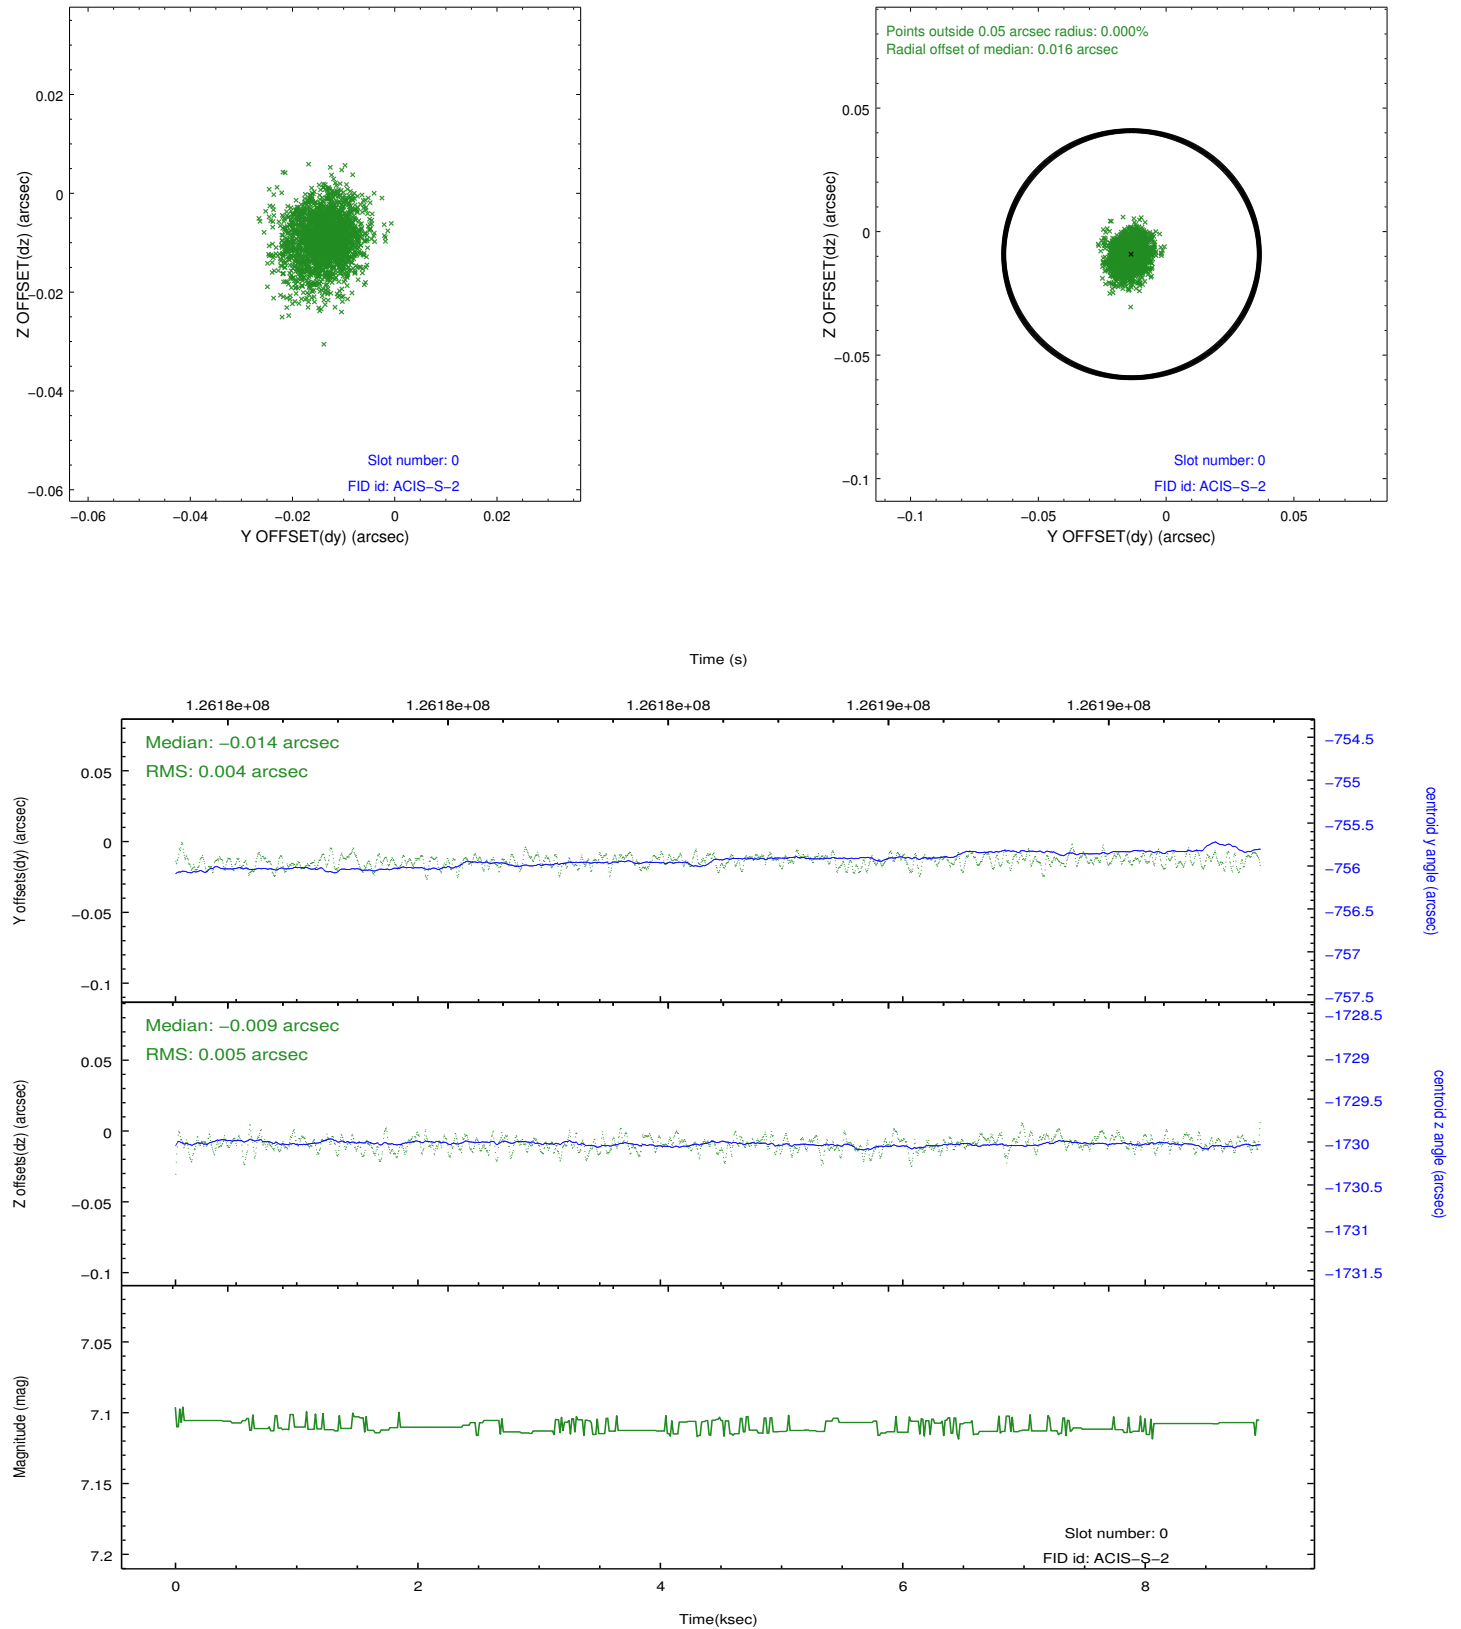 0.02
0
−0.02
−0.04
−0.06
−0.06
−0.04
−0.02
0
0.02
Z OFFSET(dz) (arcsec)
Y OFFSET(dy) (arcsec)
Slot number: 0
FID id: ACIS−S−2
Points outside 0.05 arcsec radius: 0.000%
Radial offset of median: 0.016 arcsec
0.05
0
−0.05
−0.1
−0.1
−0.05
0
0.05
Z OFFSET(dz) (arcsec)
Y OFFSET(dy) (arcsec)
Slot number: 0
FID id: ACIS−S−2
Time (s)
1.2618e+08
1.2618e+08
1.2618e+08
1.2619e+08
1.2619e+08
Median: −0.014 arcsec
RMS: 0.004 arcsec
0.05
0
−0.05
−0.1
Y offsets(dy) (arcsec)
−754.5
−755
−755.5
−756
−756.5
−757
−757.5
centroid y angle (arcsec)
Median: −0.009 arcsec
RMS: 0.005 arcsec
0.05
0
−0.05
−0.1
Z offsets(dz) (arcsec)
−1728.5
−1729
−1729.5
−1730
−1730.5
−1731
−1731.5
centroid z angle (arcsec)
7.05
7.1
7.15
7.2
Magnitude (mag)
Slot number: 0
FID id: ACIS−S−2
0
2
4
6
8
Time(ksec)